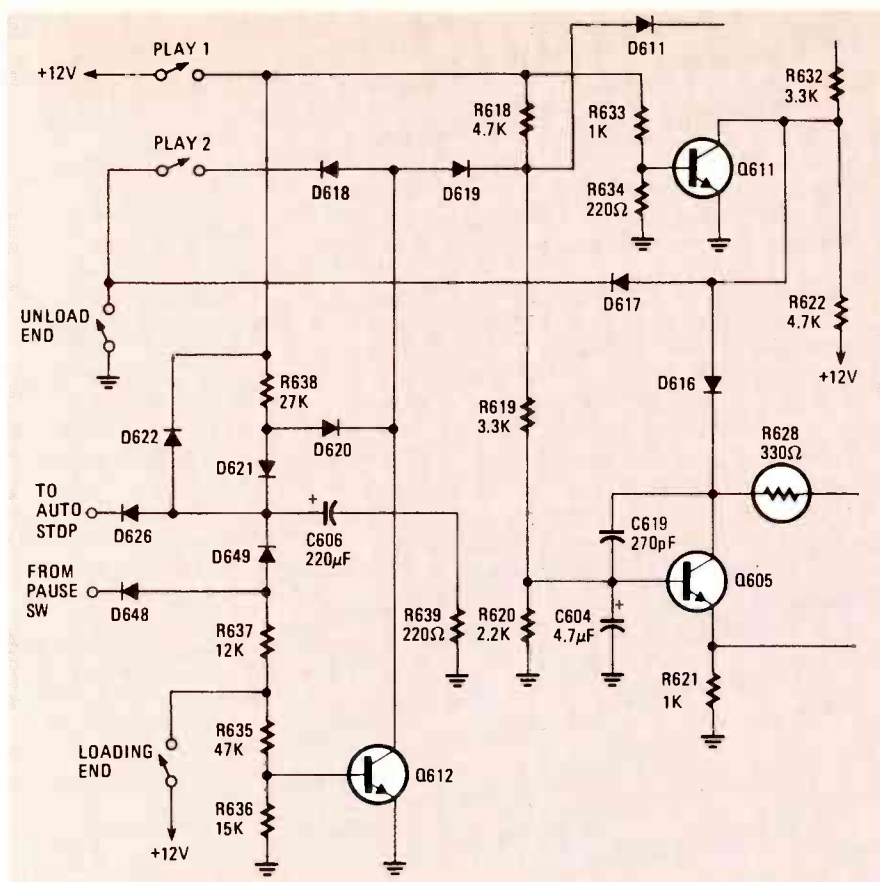 PLAY 1
+12V
D611
R632
3.3K
R618
4.7K
R633
1K
PLAY 2
Q611
D618
D619
R634
220Ω
D617
UNLOAD
END
R622
4.7K
+12V
R638
27K
D616
R619
3.3K
D622
D620
R628
330Ω
D621
TO
AUTO
STOP
D626
C606
220µF
+
C619
270pF
D649
FROM
PAUSE
SW
D648
Q605
R639
220Ω
R620
2.2K
C604
4.7µF
+
R637
12K
R621
1K
LOADING
END
R635
47K
Q612
R636
15K
+12V